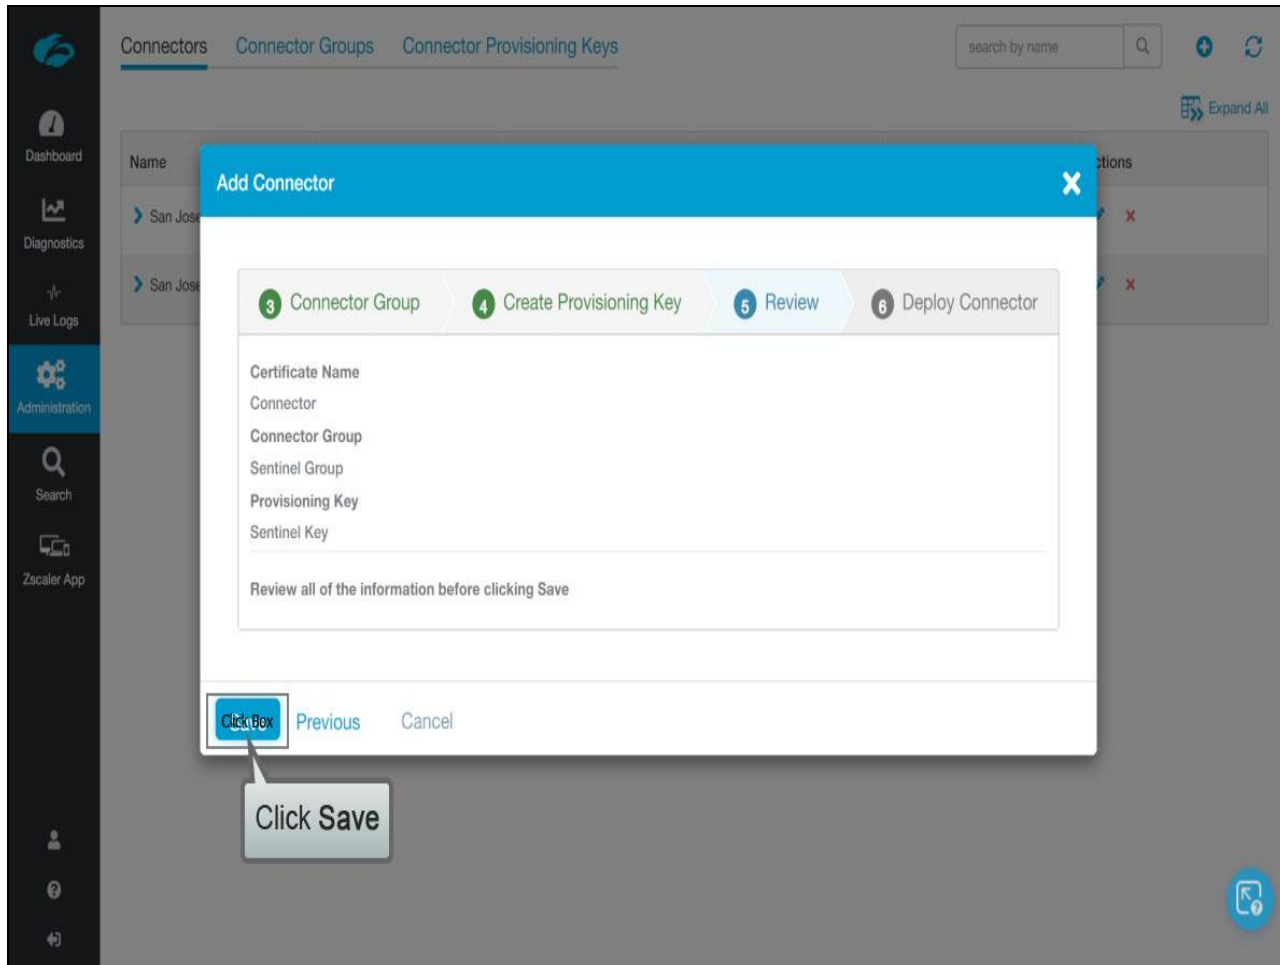 Connectors Connector Groups Connector Provisioning Keys search by name
Expand All
Dashboard
Name
ctions
Add Connector
San Jose
Diagnostics
San Jose
3 Connector Group 4 Create Provisioning Key 5 Review 6 Deploy Connector
Live Logs
Certificate Name
Connector
Administration
Connector Group
Sentinel Group
Search
Provisioning Key
Sentinel Key
Zscaler App
Review all of the information before clicking Save
Click Box
Save
Previous
Cancel
Click Save